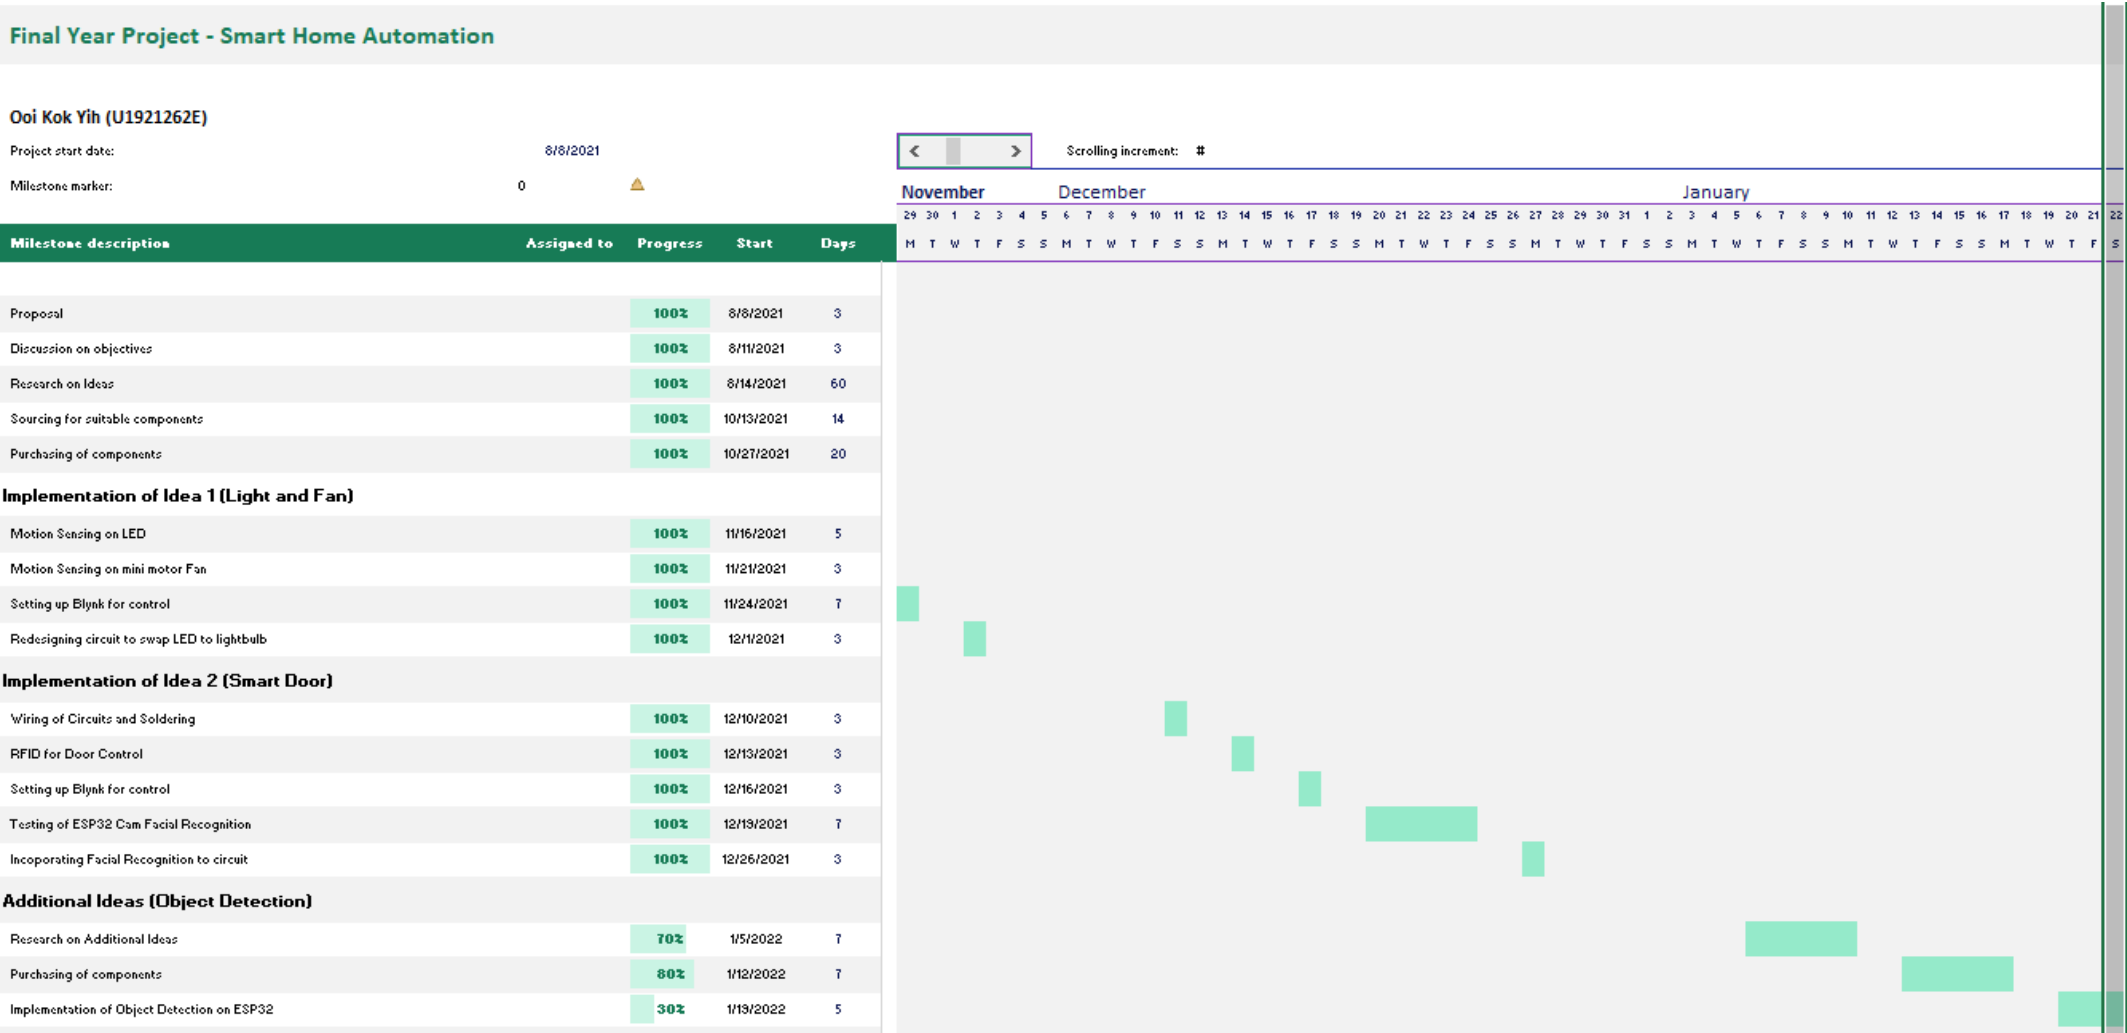 Final Year Project - Smart Home Automation
Ooi Kok Yih (U1921262E)
Project start date: 8/8/2021
Scrolling increment: #
Milestone marker: 0
November December January
29 30 1 2 3 4 5 6 7 8 9 10 11 12 13 14 15 16 17 18 19 20 21 22 23 24 25 26 27 28 29 30 31 1 2 3 4 5 6 7 8 9 10 11 12 13 14 15 16 17 18 19 20 21 22
Milestone description Assigned to Progress Start Days M T W T F S S M T W T F S S M T W T F S S M T W T F S S M T W T F S S M T W T F S S M T W T F S S M T W T F S
Proposal 100% 8/8/2021 3
Discussion on objectives 100% 8/11/2021 3
Research on Ideas 100% 8/14/2021 60
Sourcing for suitable components 100% 10/13/2021 14
Purchasing of components 100% 10/27/2021 20
Implementation of Idea 1 (Light and Fan)
Motion Sensing on LED 100% 11/16/2021 5
Motion Sensing on mini motor Fan 100% 11/21/2021 3
Setting up Blynk for control 100% 11/24/2021 7
Redesigning circuit to swap LED to lightbulb 100% 12/1/2021 3
Implementation of Idea 2 (Smart Door)
Wiring of Circuits and Soldering 100% 12/10/2021 3
RFID for Door Control 100% 12/13/2021 3
Setting up Blynk for control 100% 12/16/2021 3
Testing of ESP32 Cam Facial Recognition 100% 12/19/2021 7
Incoporating Facial Recognition to circuit 100% 12/26/2021 3
Additional Ideas (Object Detection)
Research on Additional Ideas 70% 1/5/2022 7
Purchasing of components 80% 1/12/2022 7
Implementation of Object Detection on ESP32 30% 1/19/2022 5